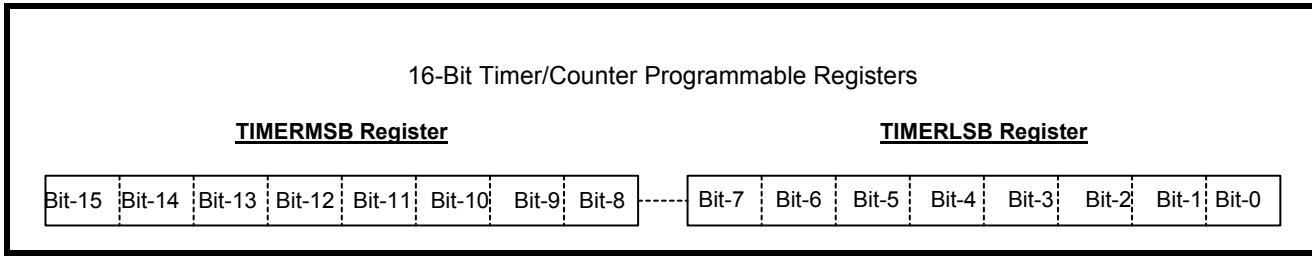 16-Bit Timer/Counter Programmable Registers
TIMERMSB Register TIMERLSB Register
Bit-15 Bit-14 Bit-13 Bit-12 Bit-11 Bit-10 Bit-9 Bit-8 Bit-7 Bit-6 Bit-5 Bit-4 Bit-3 Bit-2 Bit-1 Bit-0